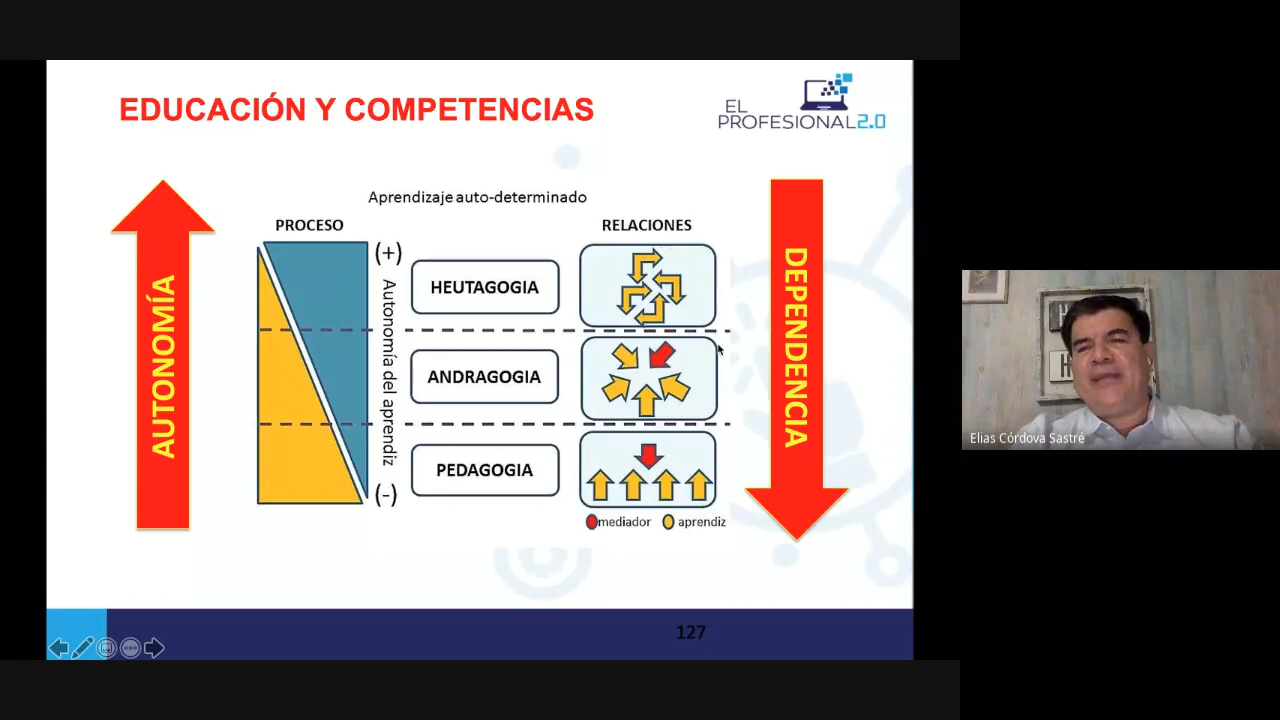 EDUCACIÓN Y COMPETENCIAS
EL
PROFESIONAL2.0
Aprendizaje auto-determinado
PROCESO
RELACIONES
AUTONOMÍA
(+)
Autonomía del aprendiz
(-)
HEUTAGOGIA
ANDRAGOGIA
PEDAGOGIA
DEPENDENCIA
mediador
aprendiz
127
Elias Córdova Sastré